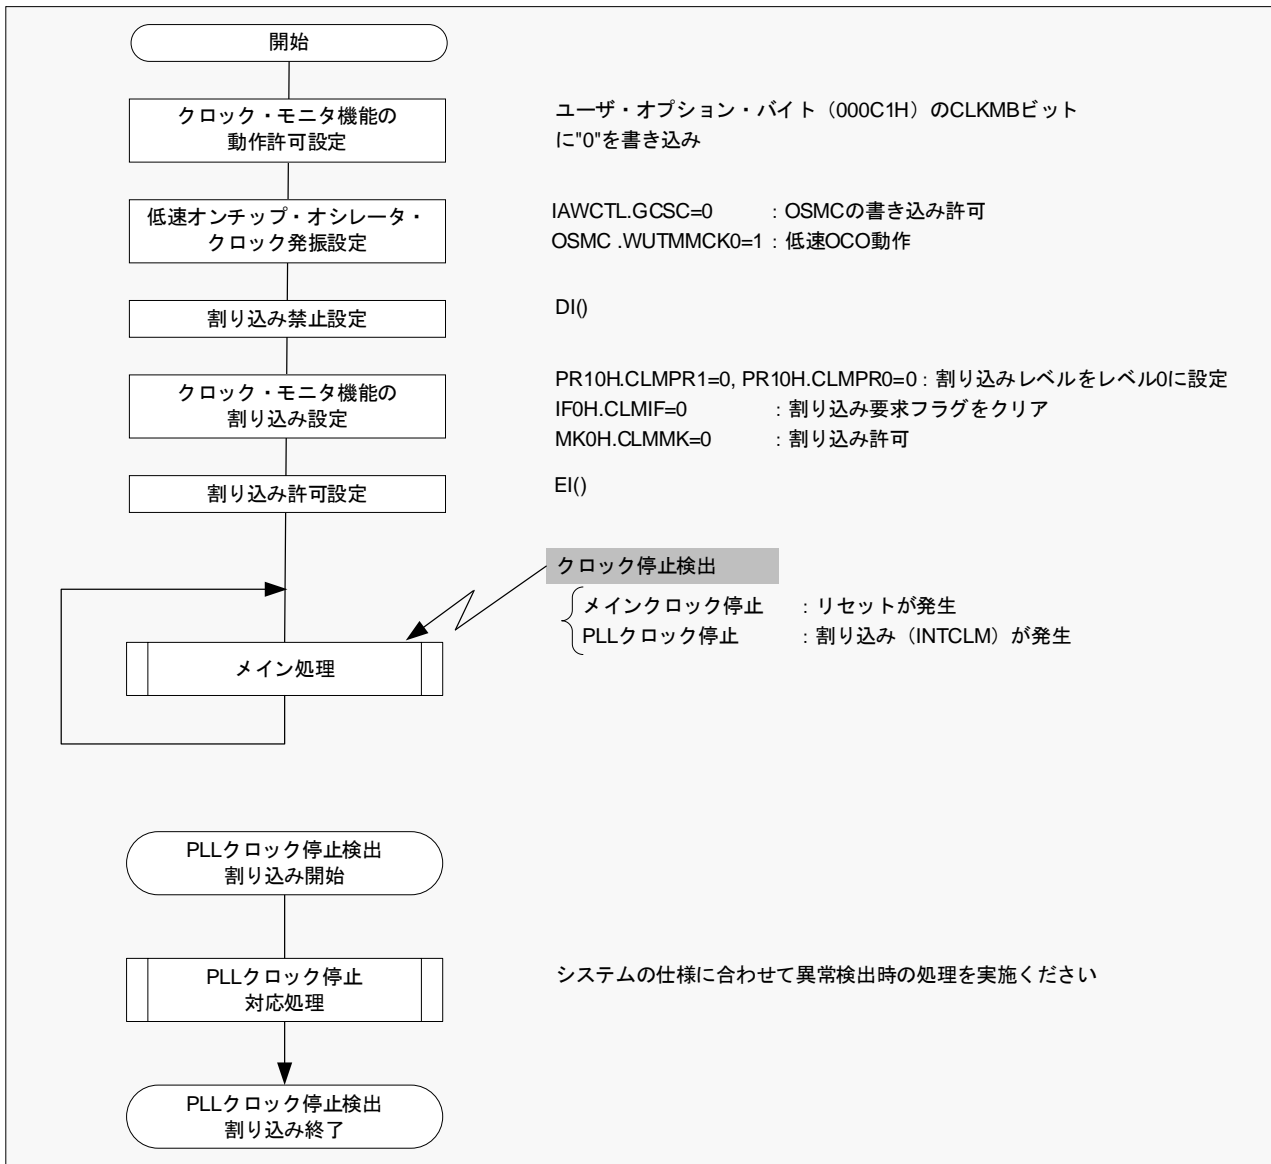 開始
クロック・モニタ機能の
動作許可設定
ユーザ・オプション・バイト（000C1H）のCLKMBビット
に"0"を書き込み
低速オンチップ・オシレータ・
クロック発振設定
IAWCTL.GCSC=0 : OSMCの書き込み許可
OSMC .WUTMMCK0=1 : 低速OCO動作
割り込み禁止設定
DI()
クロック・モニタ機能の
割り込み設定
PR10H.CLMPR1=0, PR10H.CLMPR0=0 : 割り込みレベルをレベル0に設定
IF0H.CLMIF=0 : 割り込み要求フラグをクリア
MK0H.CLMMK=0 : 割り込み許可
割り込み許可設定
EI()
クロック停止検出
メインクロック停止 : リセットが発生
PLLクロック停止 : 割り込み（INTCLM）が発生
メイン処理
PLLクロック停止検出
割り込み開始
PLLクロック停止
対応処理
システムの仕様に合わせて異常検出時の処理を実施ください
PLLクロック停止検出
割り込み終了